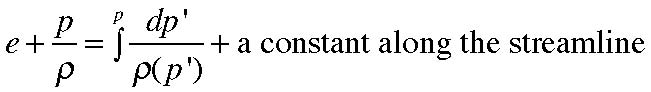 e + p/ρ = ∫^p dp'/ρ(p') + a constant along the streamline